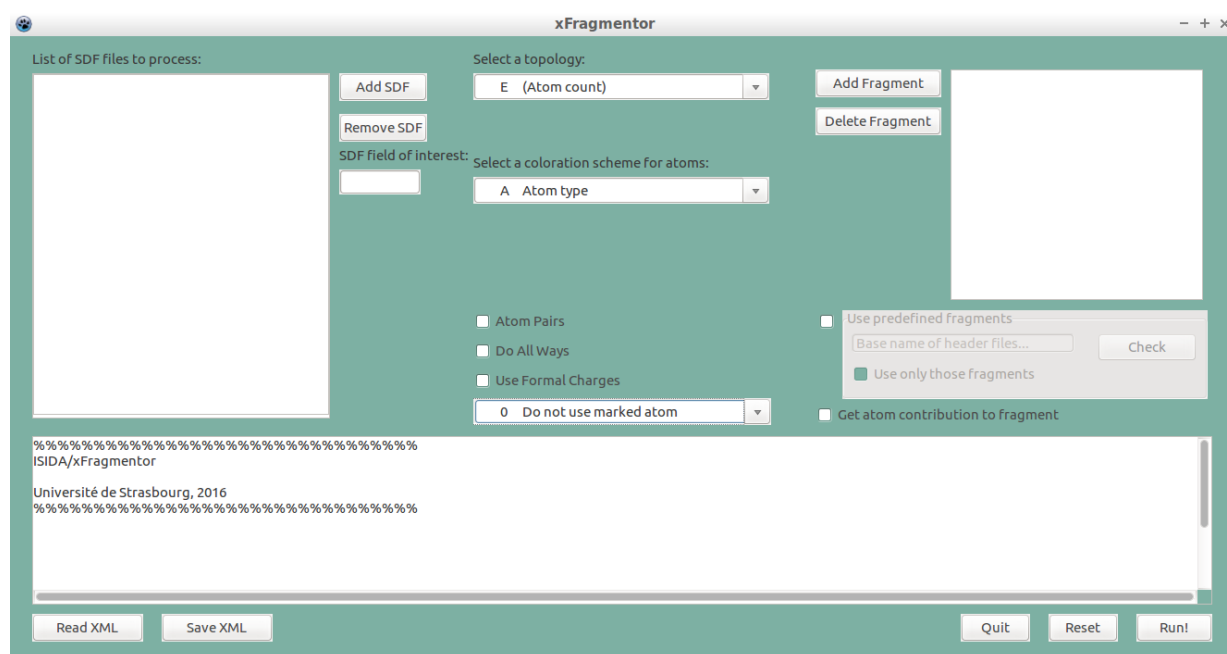 xFragmentor
List of SDF files to process:
Add SDF
Remove SDF
SDF field of interest:
Select a topology:
E (Atom count)
Select a coloration scheme for atoms:
A Atom type
Add Fragment
Delete Fragment
Atom Pairs
Do All Ways
Use Formal Charges
0 Do not use marked atom
Use predefined fragments
Base name of header files...
Check
Use only those fragments
Get atom contribution to fragment
%%%%%%%%%%%%%%%%%%%%%%%%%%%%%%%%
ISIDA/xFragmentor
Université de Strasbourg, 2016
%%%%%%%%%%%%%%%%%%%%%%%%%%%%%%%%
Read XML
Save XML
Quit
Reset
Run!